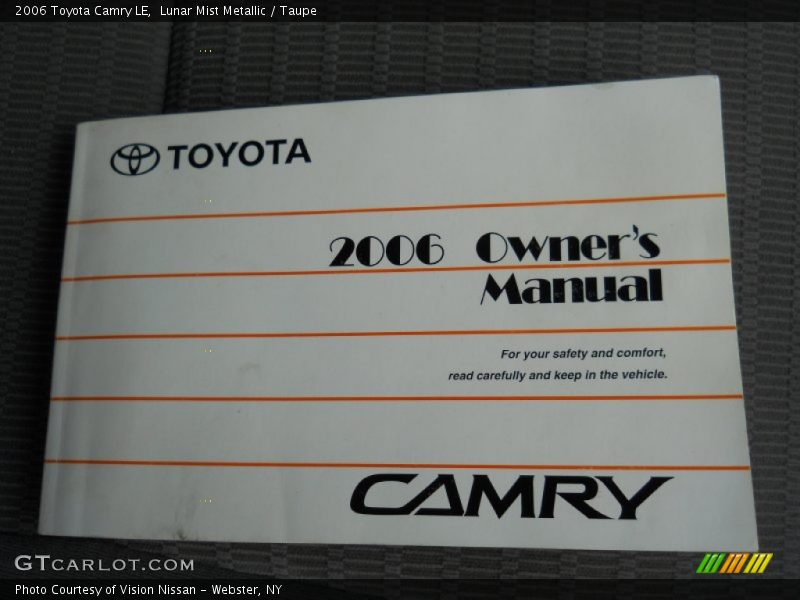 2006 Toyota Camry LE,  Lunar Mist Metallic / Taupe
TOYOTA
2006 Owner's
Manual
For your safety and comfort,
read carefully and keep in the vehicle.
CAMRY
GTCARLOT.COM
Photo Courtesy of Vision Nissan - Webster, NY